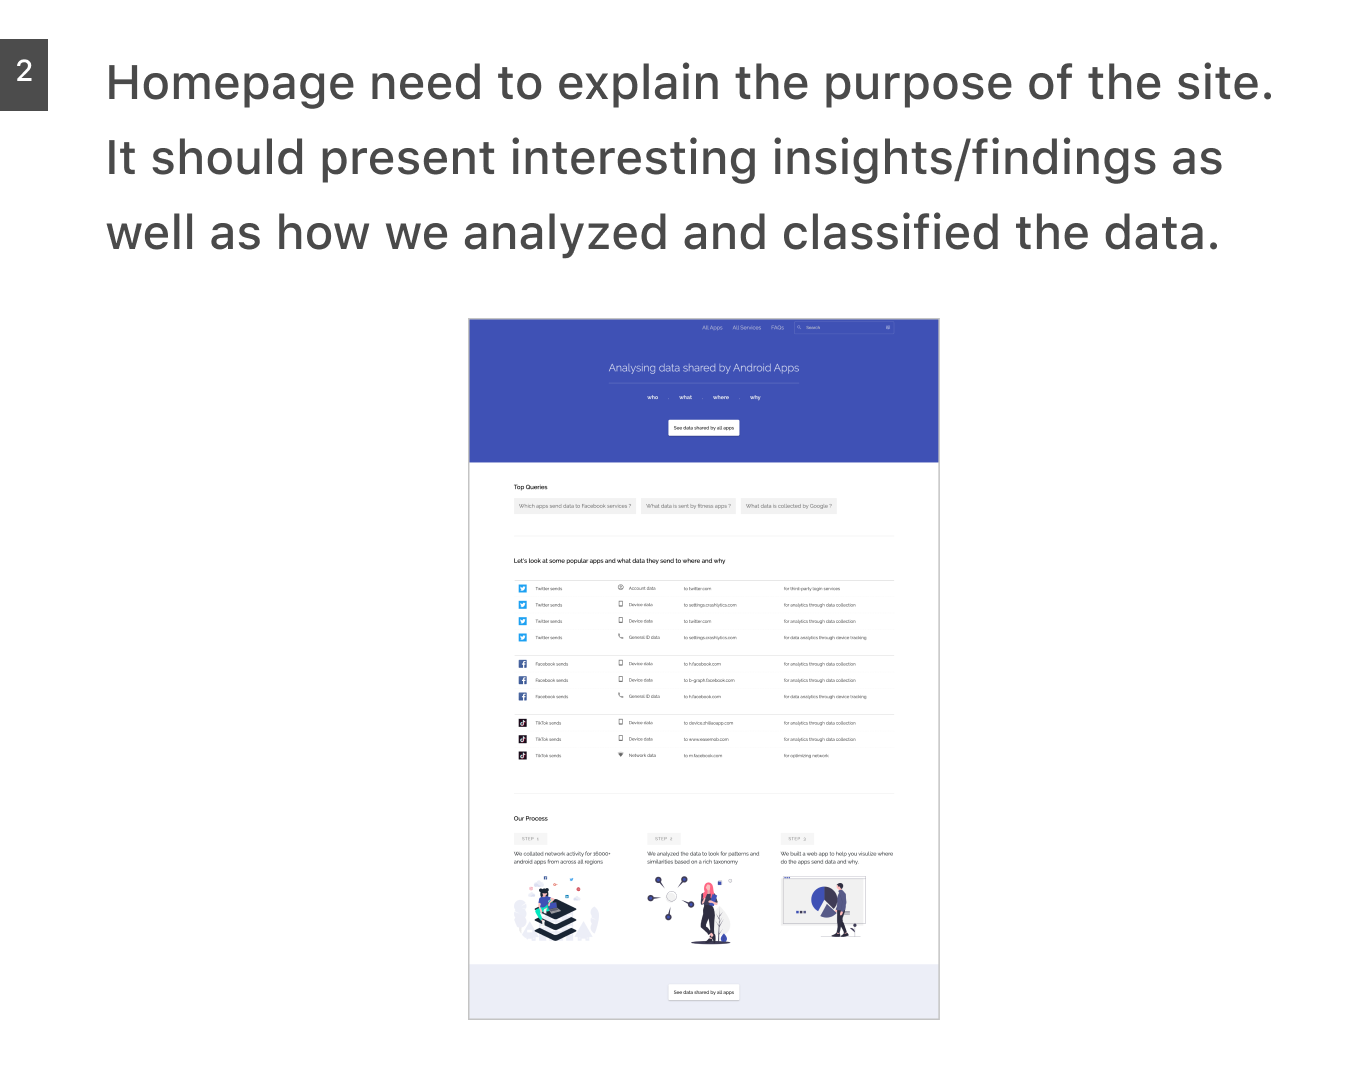 2
Homepage need to explain the purpose of the site.
It should present interesting insights/findings as
well as how we analyzed and classified the data.
All Apps All Services FAQs Search
Analysing data shared by Android Apps
who what where why
See data shared by all apps
Top Queries
Which apps send data to Facebook services ? What data is sent by fitness apps ? What data is collected by Google ?
Let's look at some popular apps and what data they send to where and why
Twitter sends Account data to twitter.com for third-party login services
Twitter sends Device data to settings.crashlytics.com for analytics through data collection
Twitter sends Device data to twitter.com for analytics through data collection
Twitter sends General ID data to settings.crashlytics.com for data analytics through device tracking
Facebook sends Device data to h.facebook.com for analytics through data collection
Facebook sends Device data to b-graph.facebook.com for analytics through data collection
Facebook sends General ID data to h.facebook.com for data analytics through device tracking
TikTok sends Device data to for analytics through data collection
TikTok sends Device data to for analytics through data collection
TikTok sends Network data to m.facebook.com for optimizing network
Our Process
STEP 1 STEP 2 STEP 3
We collated network activity for 16000+ We analyzed the data to look for patterns and We built a web app to help you visulize where
android apps from across all regions similarities based on a rich taxonomy do the apps send data and why.
See data shared by all apps